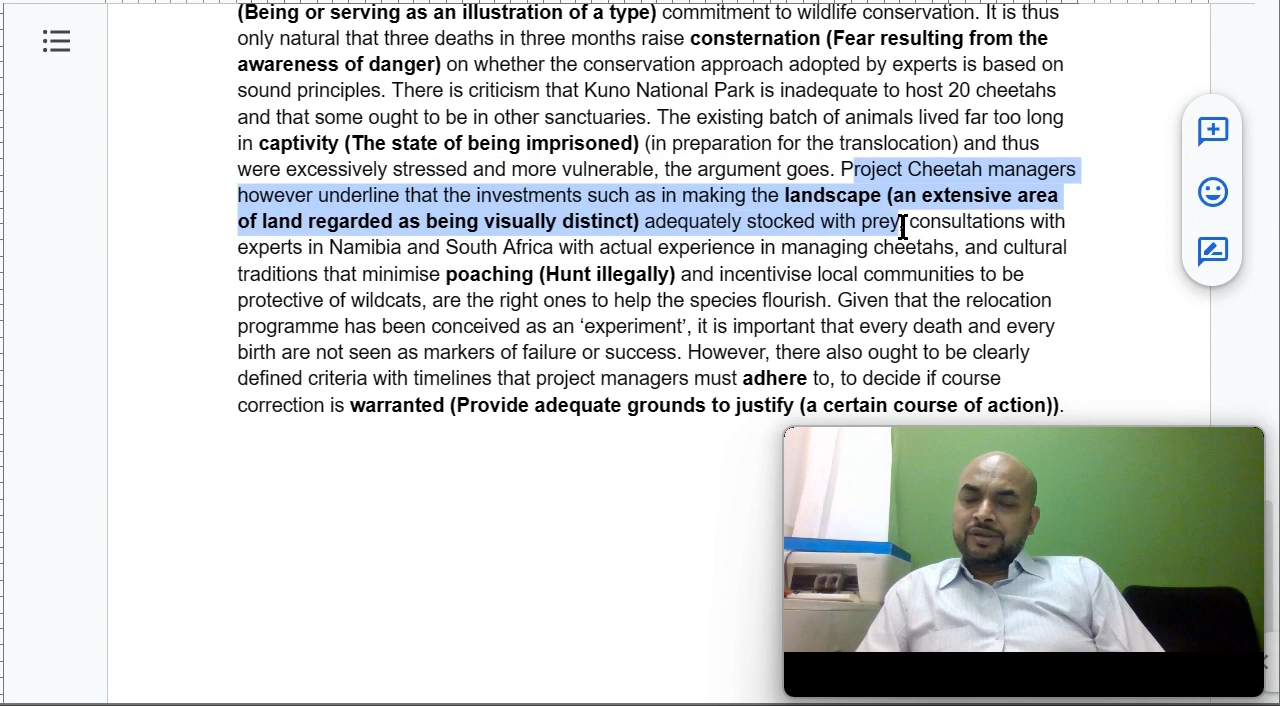 (Being or serving as an illustration of a type) commitment to wildlife conservation. It is thus
only natural that three deaths in three months raise consternation (Fear resulting from the
awareness of danger) on whether the conservation approach adopted by experts is based on
sound principles. There is criticism that Kuno National Park is inadequate to host 20 cheetahs
and that some ought to be in other sanctuaries. The existing batch of animals lived far too long
in captivity (The state of being imprisoned) (in preparation for the translocation) and thus
were excessively stressed and more vulnerable, the argument goes. Project Cheetah managers
however underline that the investments such as in making the landscape (an extensive area
of land regarded as being visually distinct) adequately stocked with prey, consultations with
experts in Namibia and South Africa with actual experience in managing cheetahs, and cultural
traditions that minimise poaching (Hunt illegally) and incentivise local communities to be
protective of wildcats, are the right ones to help the species flourish. Given that the relocation
programme has been conceived as an ‘experiment’, it is important that every death and every
birth are not seen as markers of failure or success. However, there also ought to be clearly
defined criteria with timelines that project managers must adhere to, to decide if course
correction is warranted (Provide adequate grounds to justify (a certain course of action)).